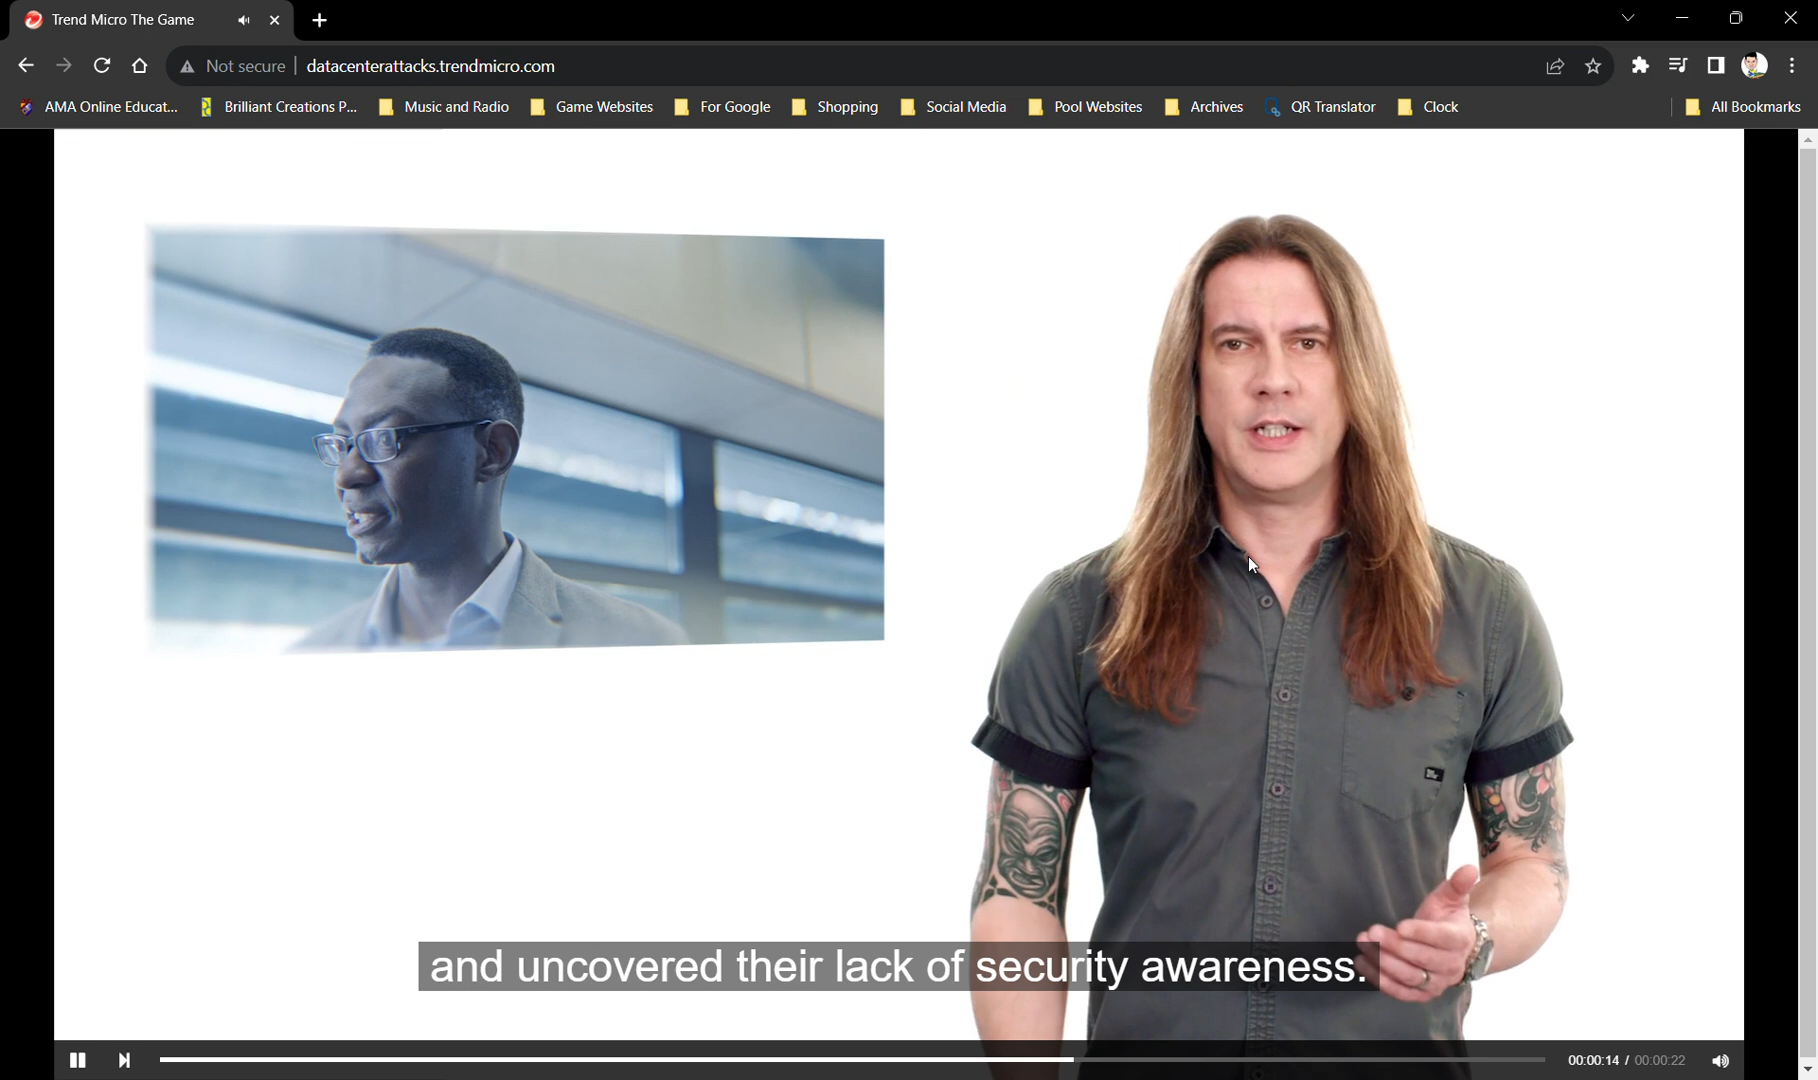 Trend Micro The Game
Not secure
datacenterattacks.trendmicro.com
AMA Online Educat...
Brilliant Creations P...
Music and Radio
Game Websites
For Google
Shopping
Social Media
Pool Websites
Archives
QR Translator
Clock
All Bookmarks
and uncovered their lack of security awareness.
00:00:14 / 00:00:22